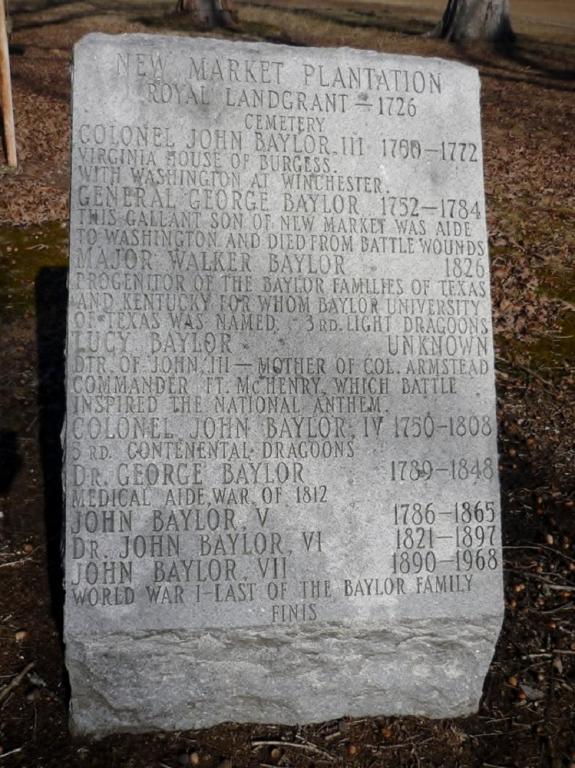 NEW MARKET PLANTATION
ROYAL LANDGRANT — 1726
CEMETERY
COLONEL JOHN BAYLOR III 1700—1772
VIRGINIA HOUSE OF BURGESS.
WITH WASHINGTON AT WINCHESTER.
GENERAL GEORGE BAYLOR 1752—1784
THIS GALLANT SON OF NEW MARKET WAS AIDE
TO WASHINGTON AND DIED FROM BATTLE WOUNDS
MAJOR WALKER BAYLOR 1826
PROGENITOR OF THE BAYLOR FAMILIES OF TEXAS
AND KENTUCKY FOR WHOM BAYLOR UNIVERSITY
OF TEXAS WAS NAMED. 3RD. LIGHT DRAGOONS
LUCY BAYLOR UNKNOWN
DTR. OF JOHN, III — MOTHER OF COL. ARMSTEAD
COMMANDER FT. McHENRY, WHICH BATTLE
INSPIRED THE NATIONAL ANTHEM.
COLONEL JOHN BAYLOR, IV 1750—1808
3 RD. CONTENENTAL DRAGOONS
DR. GEORGE BAYLOR 1789—1848
MEDICAL AIDE, WAR OF 1812
JOHN BAYLOR, V 1786—1865
DR. JOHN BAYLOR, VI 1821—1897
JOHN BAYLOR, VII 1890—1968
WORLD WAR I—LAST OF THE BAYLOR FAMILY
FINIS